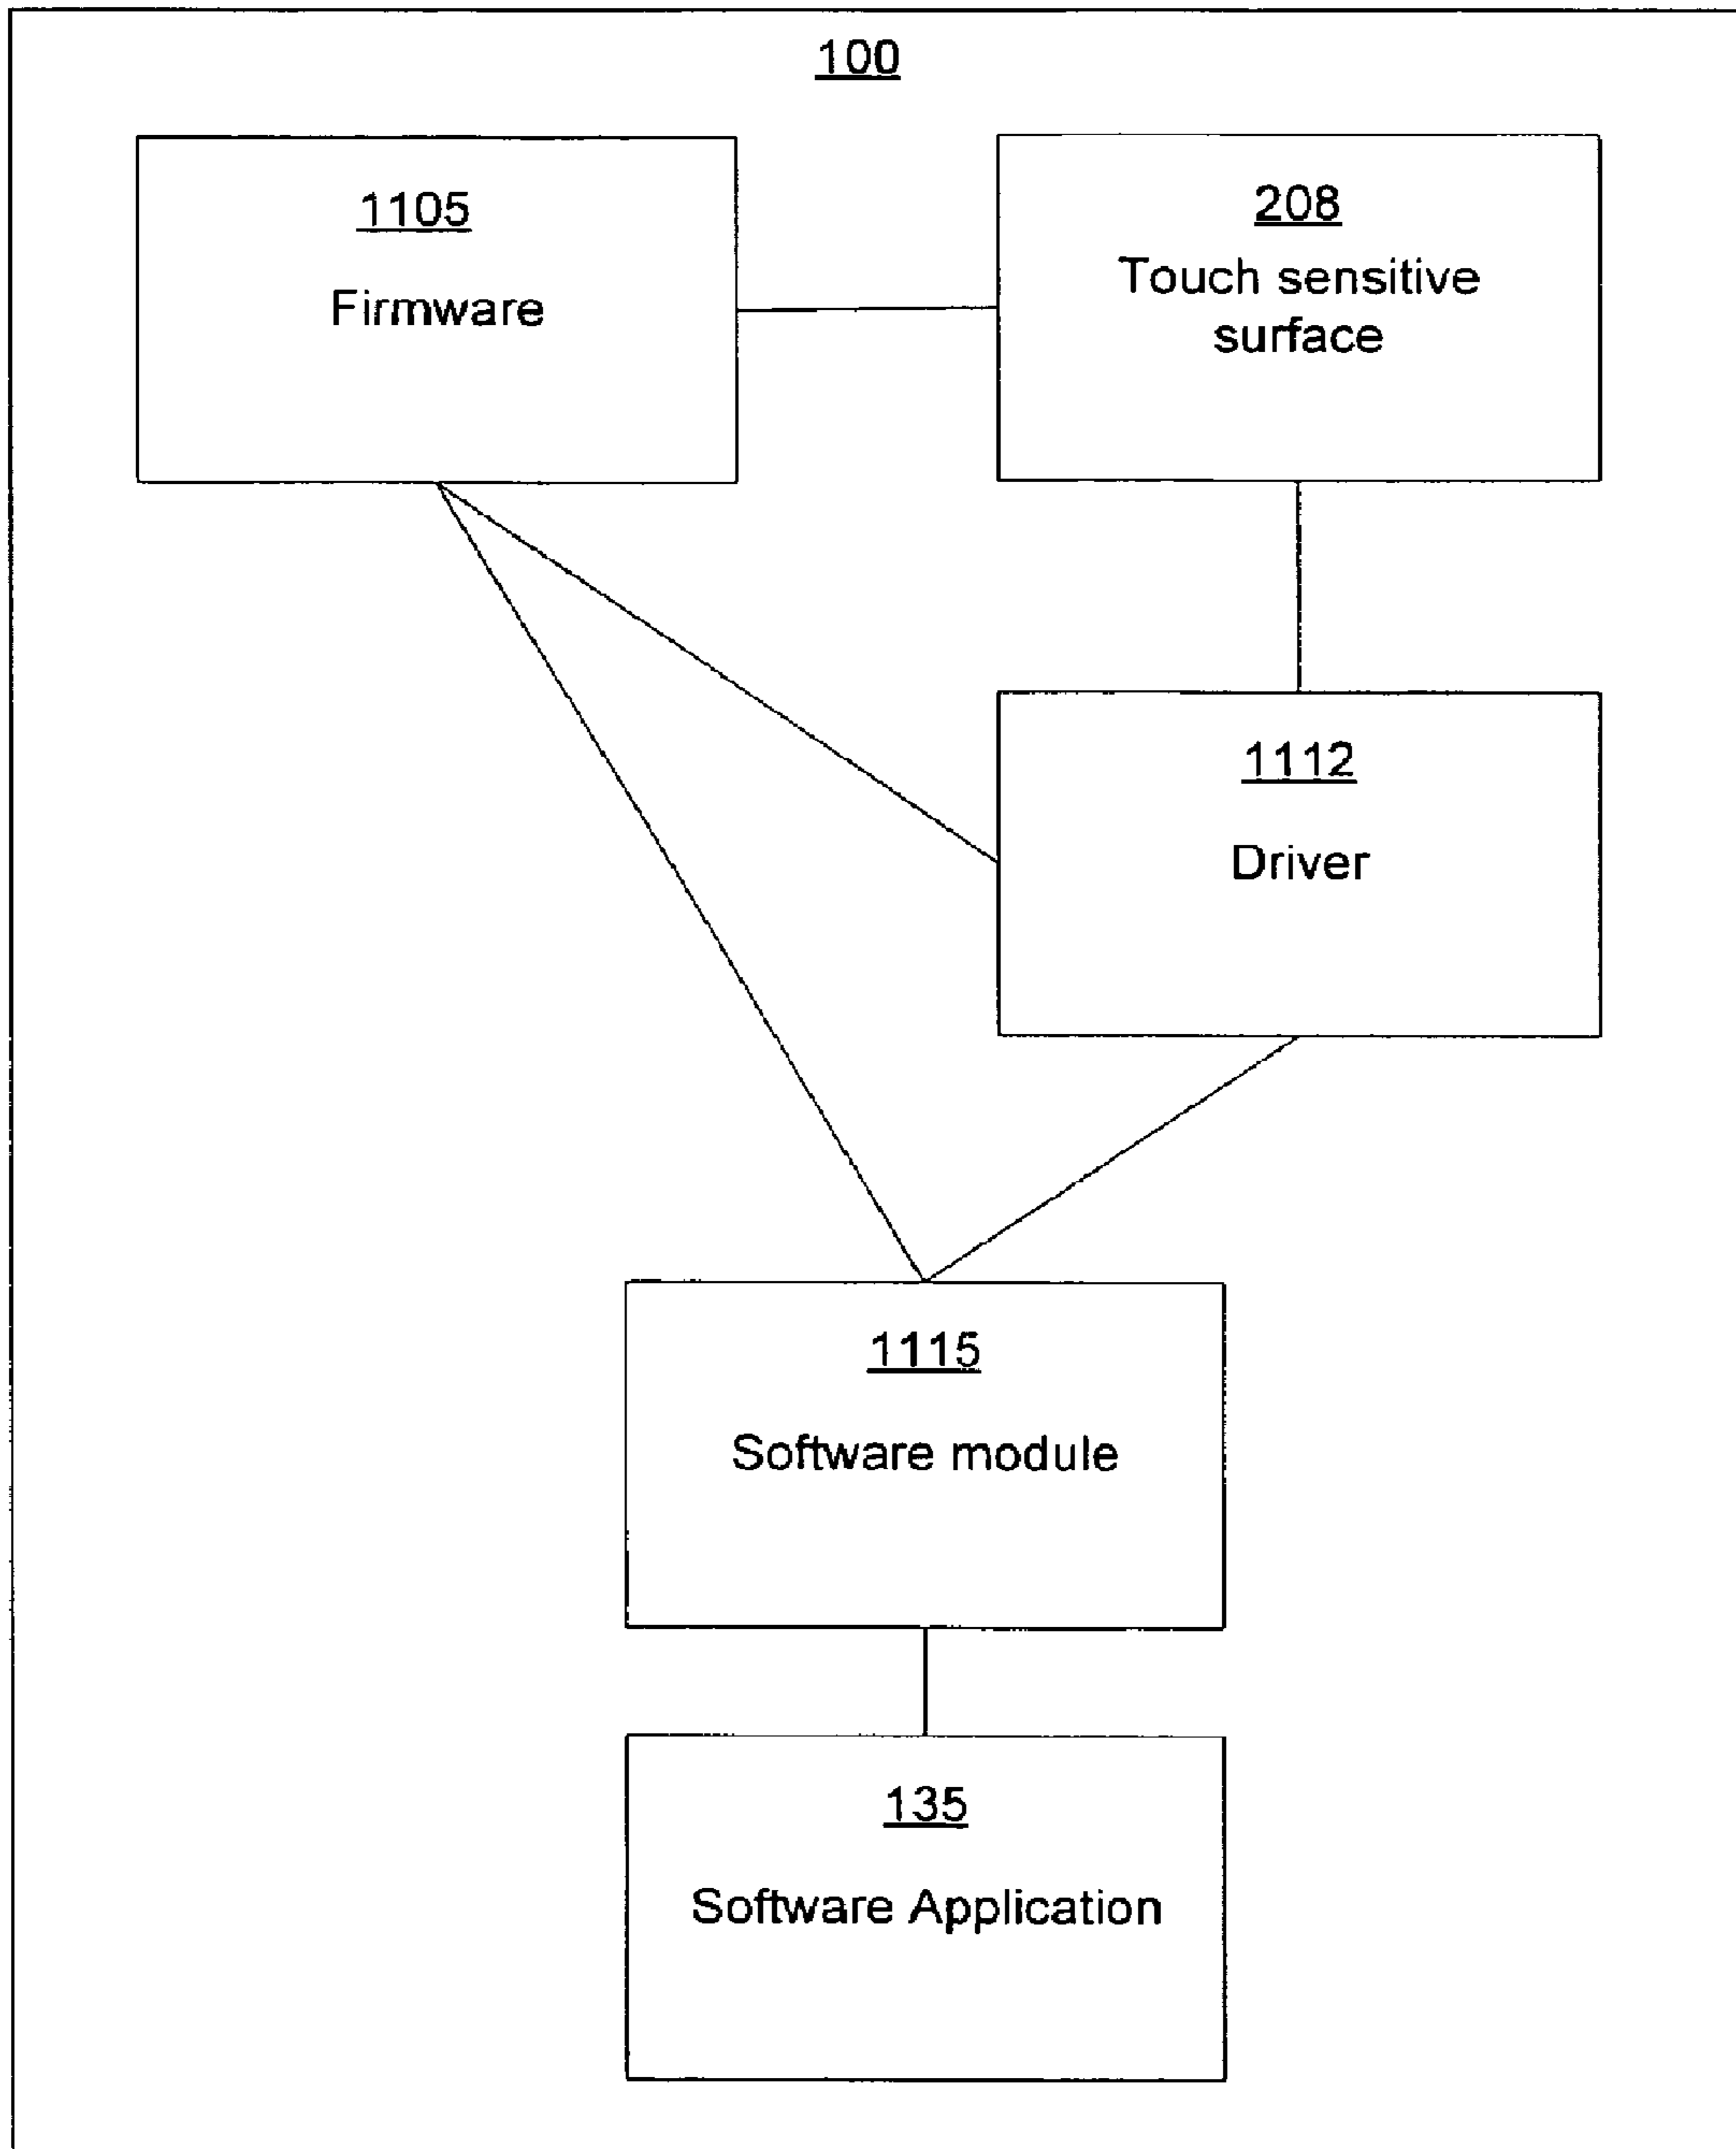 100
1105
Firmware
208
Touch sensitive
surface
1112
Driver
1115
Software module
135
Software Application